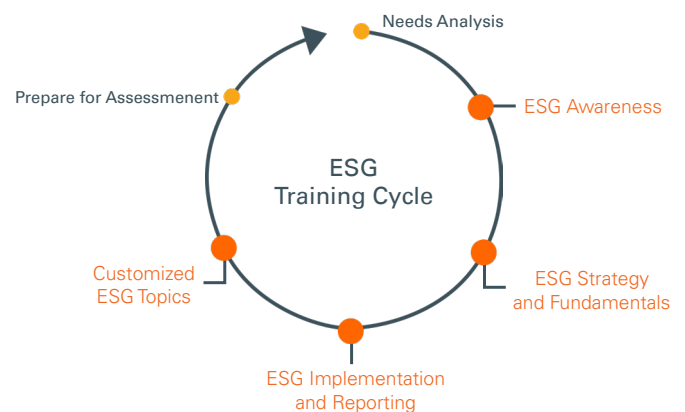 Needs Analysis
Prepare for Assessmenent
ESG Awareness
ESG
Training Cycle
Customized
ESG Topics
ESG Strategy
and Fundamentals
ESG Implementation
and Reporting